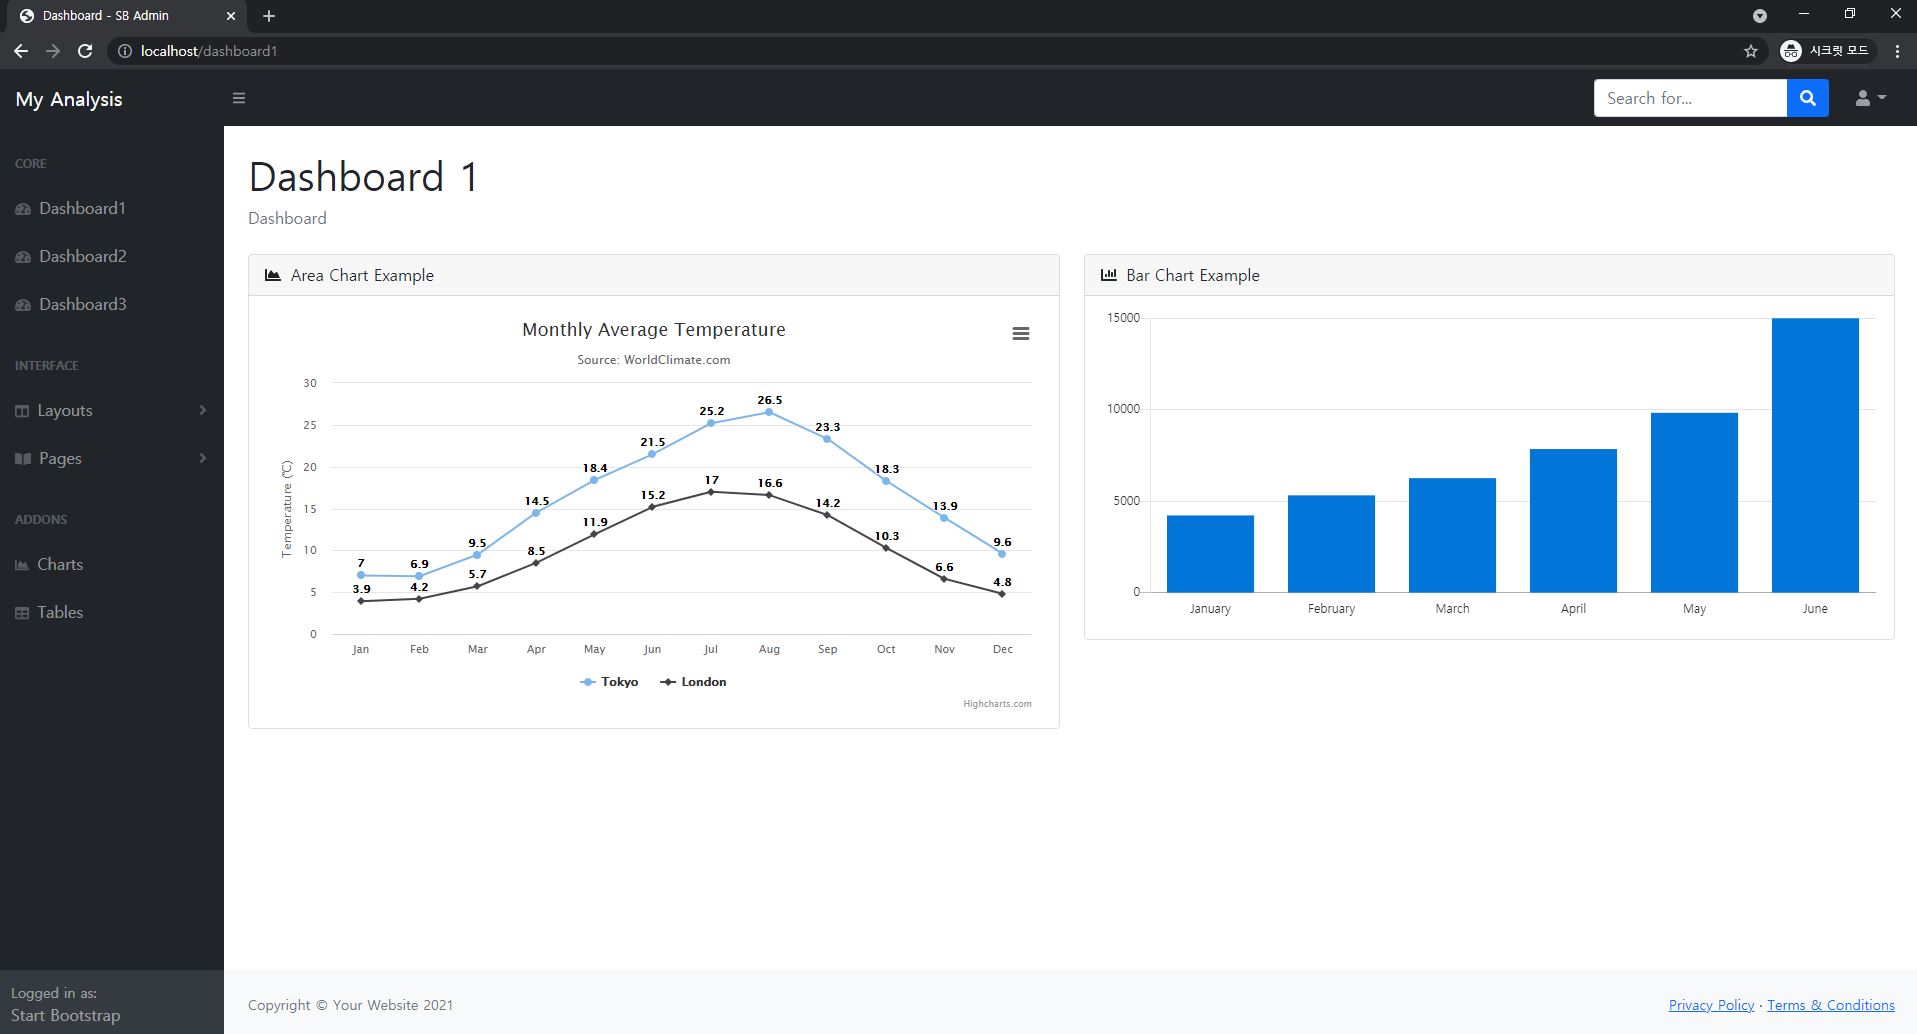 Dashboard - SB Admin
localhost/dashboard1
시크릿 모드
My Analysis
Search for...
CORE
Dashboard1
Dashboard2
Dashboard3
INTERFACE
Layouts
Pages
ADDONS
Charts
Tables
Logged in as:
Start Bootstrap
Dashboard 1
Dashboard
Area Chart Example
Monthly Average Temperature
Source: WorldClimate.com
Temperature (°C)
30
25
20
15
10
5
0
7 6.9 9.5 14.5 18.4 21.5 25.2 26.5 23.3 18.3 13.9 9.6
3.9 4.2 5.7 8.5 11.9 15.2 17 16.6 14.2 10.3 6.6 4.8
Jan Feb Mar Apr May Jun Jul Aug Sep Oct Nov Dec
Tokyo London
Highcharts.com
Bar Chart Example
15000
10000
5000
0
January February March April May June
Copyright © Your Website 2021
Privacy Policy · Terms & Conditions